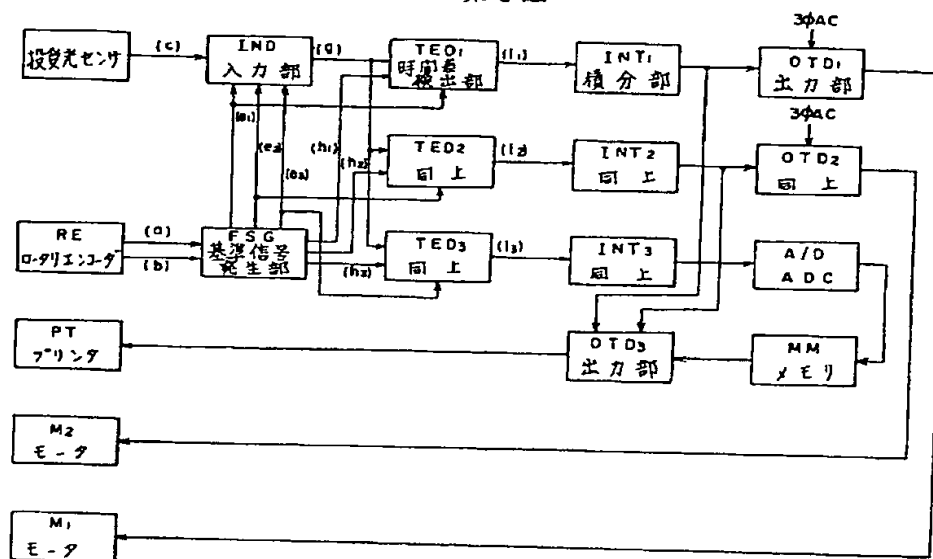 3ΦAC
投受光センサ
(c)
IND
入力部
(g)
TED1
時間差
検出部
(i1)
INT1
積分部
OTD1
出力部
3ΦAC
(e1)
(e2)
(e3)
(h1)
(h2)
TED2
同上
(i2)
INT2
同上
OTD2
同上
RE
ロータリエンコーダ
(a)
(b)
FSG
基準信号
発生部
(h3)
TED3
同上
(i3)
INT3
同上
A/D
ADC
PT
プリンタ
OTD3
出力部
MM
メモリ
M2
モータ
M1
モータ